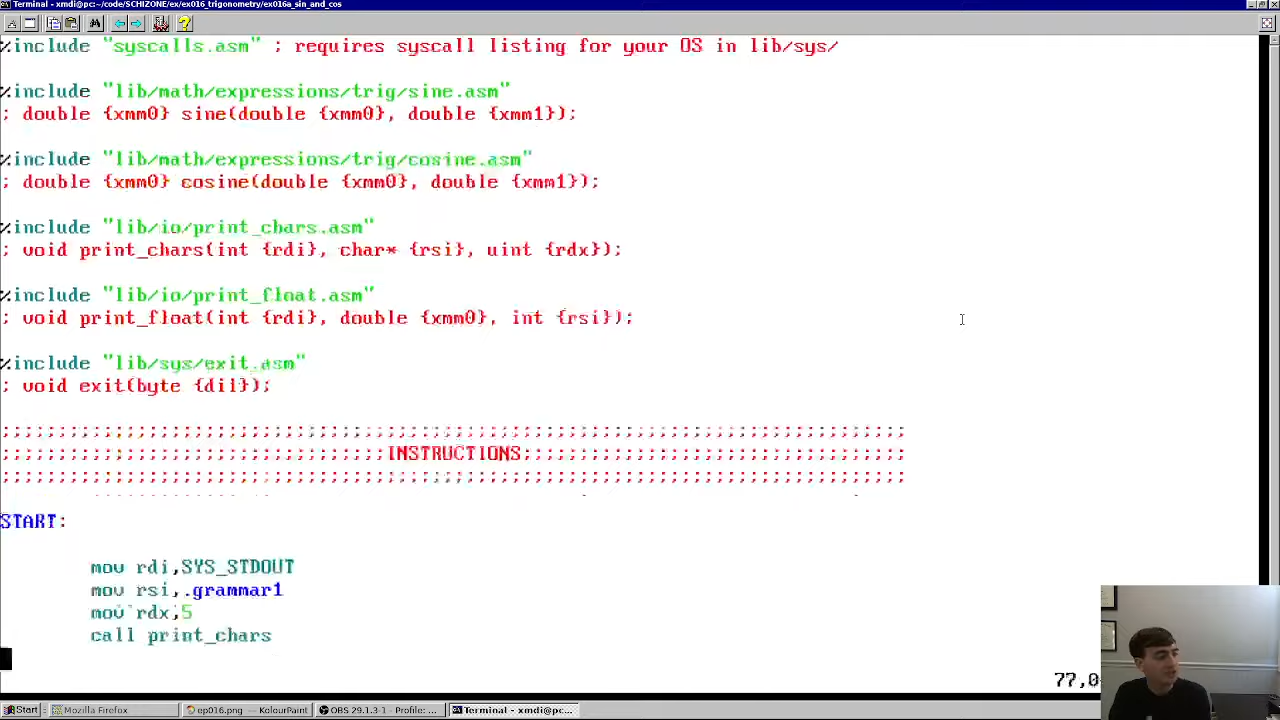 Terminal - xmdi@pc:~/code/SCHIZONE/ex/ex016_trigonometry/ex016a_sin_and_cos
%include "syscalls.asm" ; requires syscall listing for your OS in lib/sys/
%include "lib/math/expressions/trig/sine.asm"
; double {xmm0} sine(double {xmm0}, double {xmm1});
%include "lib/math/expressions/trig/cosine.asm"
; double {xmm0} cosine(double {xmm0}, double {xmm1});
%include "lib/io/print_chars.asm"
; void print_chars(int {rdi}, char* {rsi}, uint {rdx});
%include "lib/io/print_float.asm"
; void print_float(int {rdi}, double {xmm0}, int {rsi});
%include "lib/sys/exit.asm"
; void exit(byte {dil});
;;;;;;;;;;;;;;;;;;;;;;;;;;;;;;;;;;;;;;;;;;;;;;;;;;;;;;;;;;;;;;;;;;;;;;;;;;;;;;;;
;;;;;;;;;;;;;;;;;;;;;;;;;;;;;;;;;;INSTRUCTIONS;;;;;;;;;;;;;;;;;;;;;;;;;;;;;;;;;;
;;;;;;;;;;;;;;;;;;;;;;;;;;;;;;;;;;;;;;;;;;;;;;;;;;;;;;;;;;;;;;;;;;;;;;;;;;;;;;;;
START:
mov rdi,SYS_STDOUT
mov rsi,.grammar1
mov rdx,5
call print_chars
77,0
Start
Mozilla Firefox
ep016.png — KolourPaint
OBS 29.1.3-1 - Profile: ...
Terminal - xmdi@pc:~...